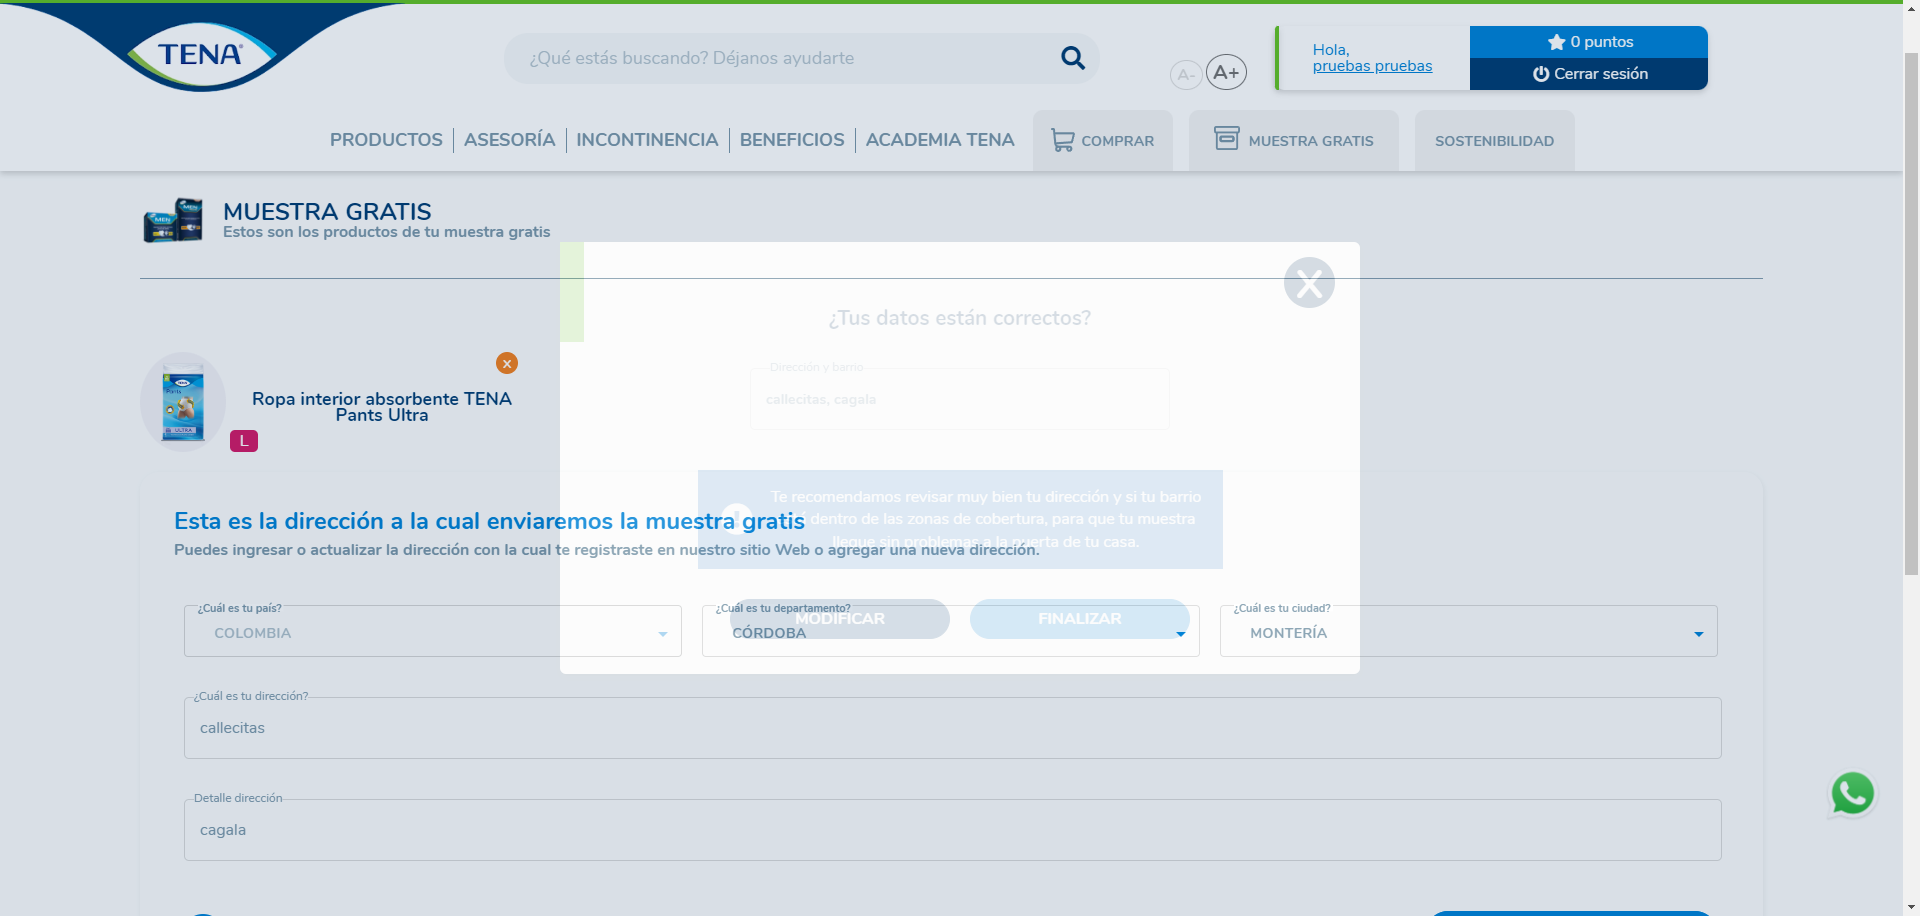 TENA
¿Qué estás buscando? Déjanos ayudarte
A-
A+
Hola,
pruebas pruebas
0 puntos
Cerrar sesión
PRODUCTOS
ASESORÍA
INCONTINENCIA
BENEFICIOS
ACADEMIA TENA
COMPRAR
MUESTRA GRATIS
SOSTENIBILIDAD
MUESTRA GRATIS
Estos son los productos de tu muestra gratis
X
¿Tus datos están correctos?
Dirección y barrio
callecitas, cagala
x
Ropa interior absorbente TENA
Pants Ultra
L
Te recomendamos revisar muy bien tu dirección y si tu barrio
dentro de las zonas de cobertura, para que tu muestra
llegue sin problemas a la puerta de tu casa.
MODIFICAR
FINALIZAR
Esta es la dirección a la cual enviaremos la muestra gratis
Puedes ingresar o actualizar la dirección con la cual te registraste en nuestro sitio Web o agregar una nueva dirección.
¿Cuál es tu país?
COLOMBIA
¿Cuál es tu departamento?
CÓRDOBA
¿Cuál es tu ciudad?
MONTERÍA
¿Cuál es tu dirección?
callecitas
Detalle dirección
cagala